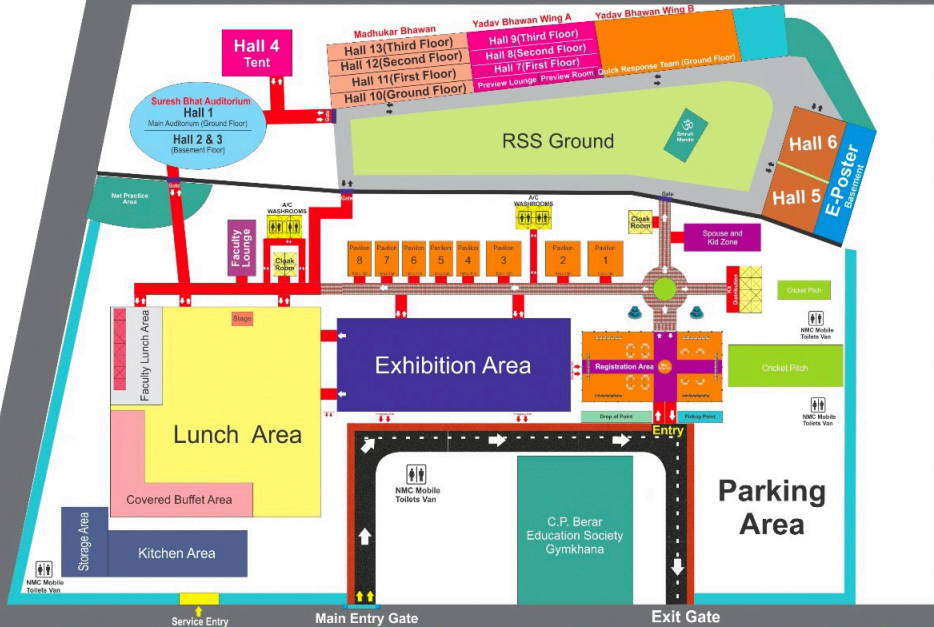 Madhukar Bhawan
Yadav Bhawan Wing A
Yadav Bhawan Wing B
Hall 4
Tent
Hall 13(Third Floor)
Hall 12(Second Floor)
Hall 11(First Floor)
Hall 10(Ground Floor)
Hall 9(Third Floor)
Hall 8(Second Floor)
Hall 7(First Floor)
Preview Lounge
Preview Room
Quick Response Team (Ground Floor)
Suresh Bhat Auditorium
Hall 1
Main Auditorium (Ground Floor)
Hall 2 & 3
(Basement Floor)
Gate
RSS Ground
ॐ
Smruti
Mandir
Hall 6
Hall 5
E-Poster
Basement
Net Practice
Area
Gate
Gate
Gate
A/C
WASHROOMS
A/C
WASHROOMS
Faculty
Lounge
Cloak
Room
Cloak
Room
Spouse and
Kid Zone
Pavilion
8
Pavilion
7
Pavilion
6
Pavilion
5
Pavilion
4
Pavilion
3
Pavilion
2
Pavilion
1
Kit
Distribution
Cricket Pitch
NMC Mobile
Toilets Van
Stage
Faculty Lunch Area
Exhibition Area
Registration Area
Cricket Pitch
NMC Mobile
Toilets Van
Lunch Area
Drop of Point
Pickup Point
Entry
Covered Buffet Area
NMC Mobile
Toilets Van
Parking
Area
Storage Area
Kitchen Area
C.P. Berar
Education Society
Gymkhana
NMC Mobile
Toilets Van
Service Entry
Main Entry Gate
Exit Gate